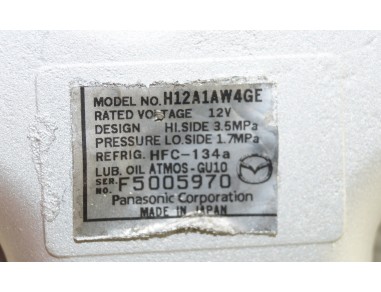 MODEL NO. H12A1AW4GE
RATED VOLTAGE 12V
DESIGN HI.SIDE 3.5MPa
PRESSURE LO.SIDE 1.7MPa
REFRIG. HFC-134a
LUB. OIL ATMOS-GU10
SER. NO. F5005970
Panasonic Corporation
MADE IN JAPAN